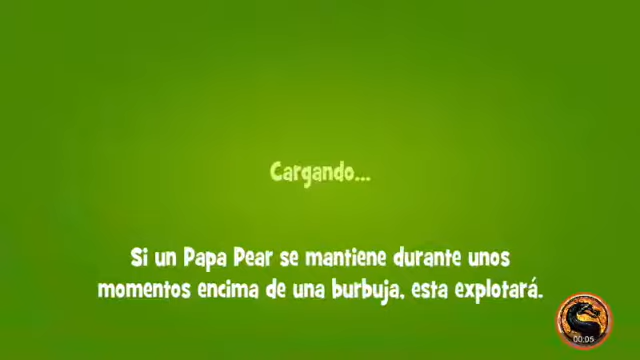 Cargando...
Si un Papa Pear se mantiene durante unos
momentos encima de una burbuja, esta explotará.
00:05